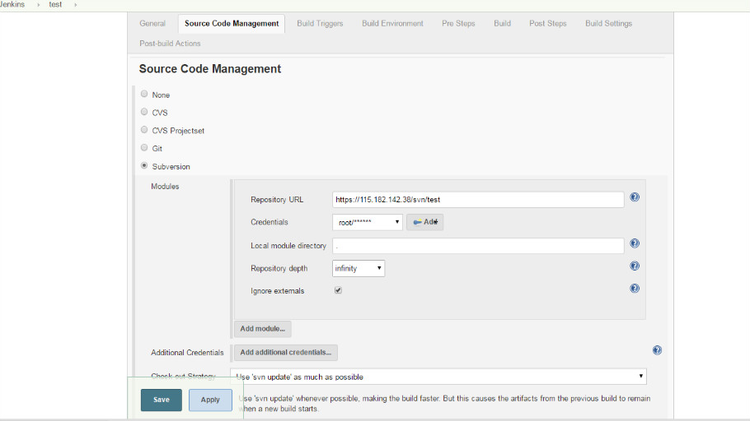 Jenkins › test ›
General Source Code Management Build Triggers Build Environment Pre Steps Build Post Steps Build Settings
Post-build Actions
Source Code Management
None
CVS
CVS Projectset
Git
Subversion
Modules
Repository URL https://115.182.142.38/svn/test
Credentials root/****** Add
Local module directory .
Repository depth infinity
Ignore externals
Add module...
Additional Credentials Add additional credentials...
Check-out Strategy Use 'svn update' as much as possible
Save Apply
Use 'svn update' whenever possible, making the build faster. But this causes the artifacts from the previous build to remain
when a new build starts.